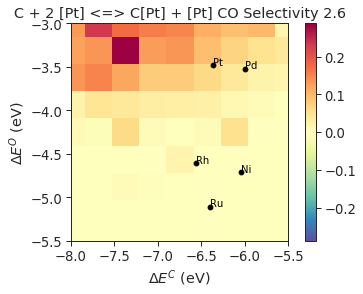 C + 2 [Pt] <=> C[Pt] + [Pt] CO Selectivity 2.6
−3.0
−3.5
−4.0
−4.5
−5.0
−5.5
ΔE^O (eV)
Pt
Pd
Rh
Ni
Ru
−8.0 −7.5 −7.0 −6.5 −6.0 −5.5
ΔE^C (eV)
0.2
0.1
0.0
−0.1
−0.2